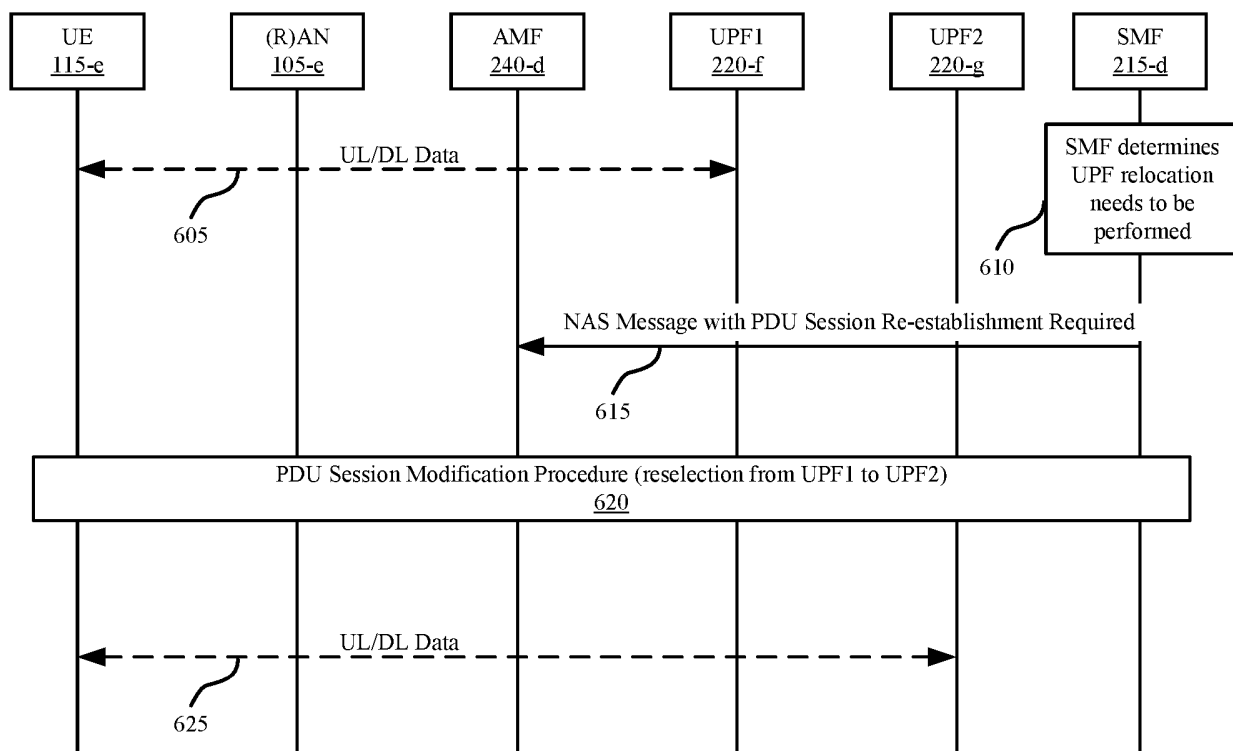 UE
115-e
(R)AN
105-e
AMF
240-d
UPF1
220-f
UPF2
220-g
SMF
215-d
UL/DL Data
605
SMF determines
UPF relocation
needs to be
performed
610
NAS Message with PDU Session Re-establishment Required
615
PDU Session Modification Procedure (reselection from UPF1 to UPF2)
620
UL/DL Data
625